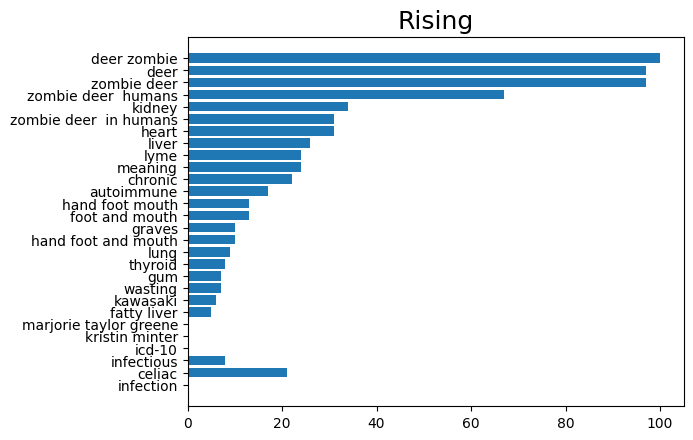 Rising
deer zombie
deer
zombie deer
zombie deer  humans
kidney
zombie deer  in humans
heart
liver
lyme
meaning
chronic
autoimmune
hand foot mouth
foot and mouth
graves
hand foot and mouth
lung
thyroid
gum
wasting
kawasaki
fatty liver
marjorie taylor greene
kristin minter
icd-10
infectious
celiac
infection
0 20 40 60 80 100